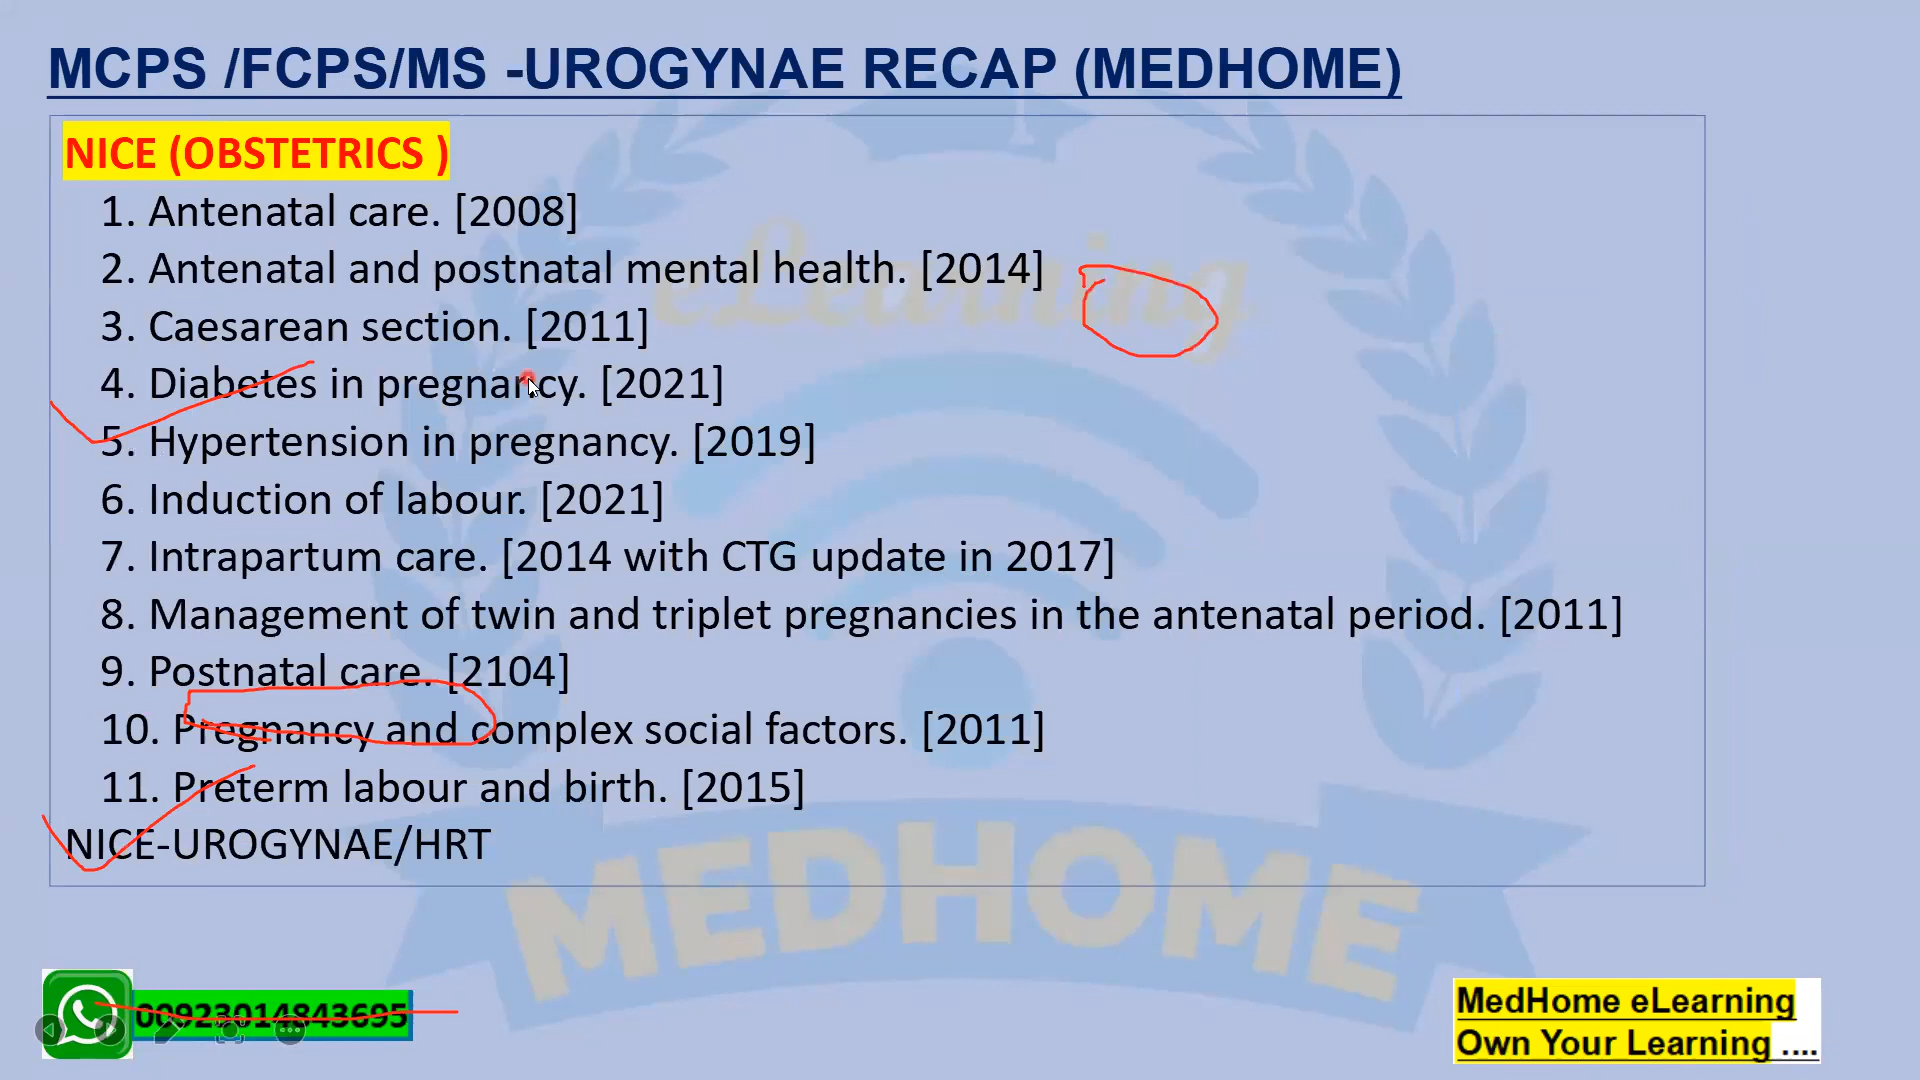 MCPS /FCPS/MS -UROGYNAE RECAP (MEDHOME)
NICE (OBSTETRICS )
1. Antenatal care. [2008]
2. Antenatal and postnatal mental health. [2014]
3. Caesarean section. [2011]
4. Diabetes in pregnancy. [2021]
5. Hypertension in pregnancy. [2019]
6. Induction of labour. [2021]
7. Intrapartum care. [2014 with CTG update in 2017]
8. Management of twin and triplet pregnancies in the antenatal period. [2011]
9. Postnatal care. [2104]
10. Pregnancy and complex social factors. [2011]
11. Preterm labour and birth. [2015]
NICE-UROGYNAE/HRT
eLearning
MEDHOME
00923014843695
MedHome eLearning
Own Your Learning ....